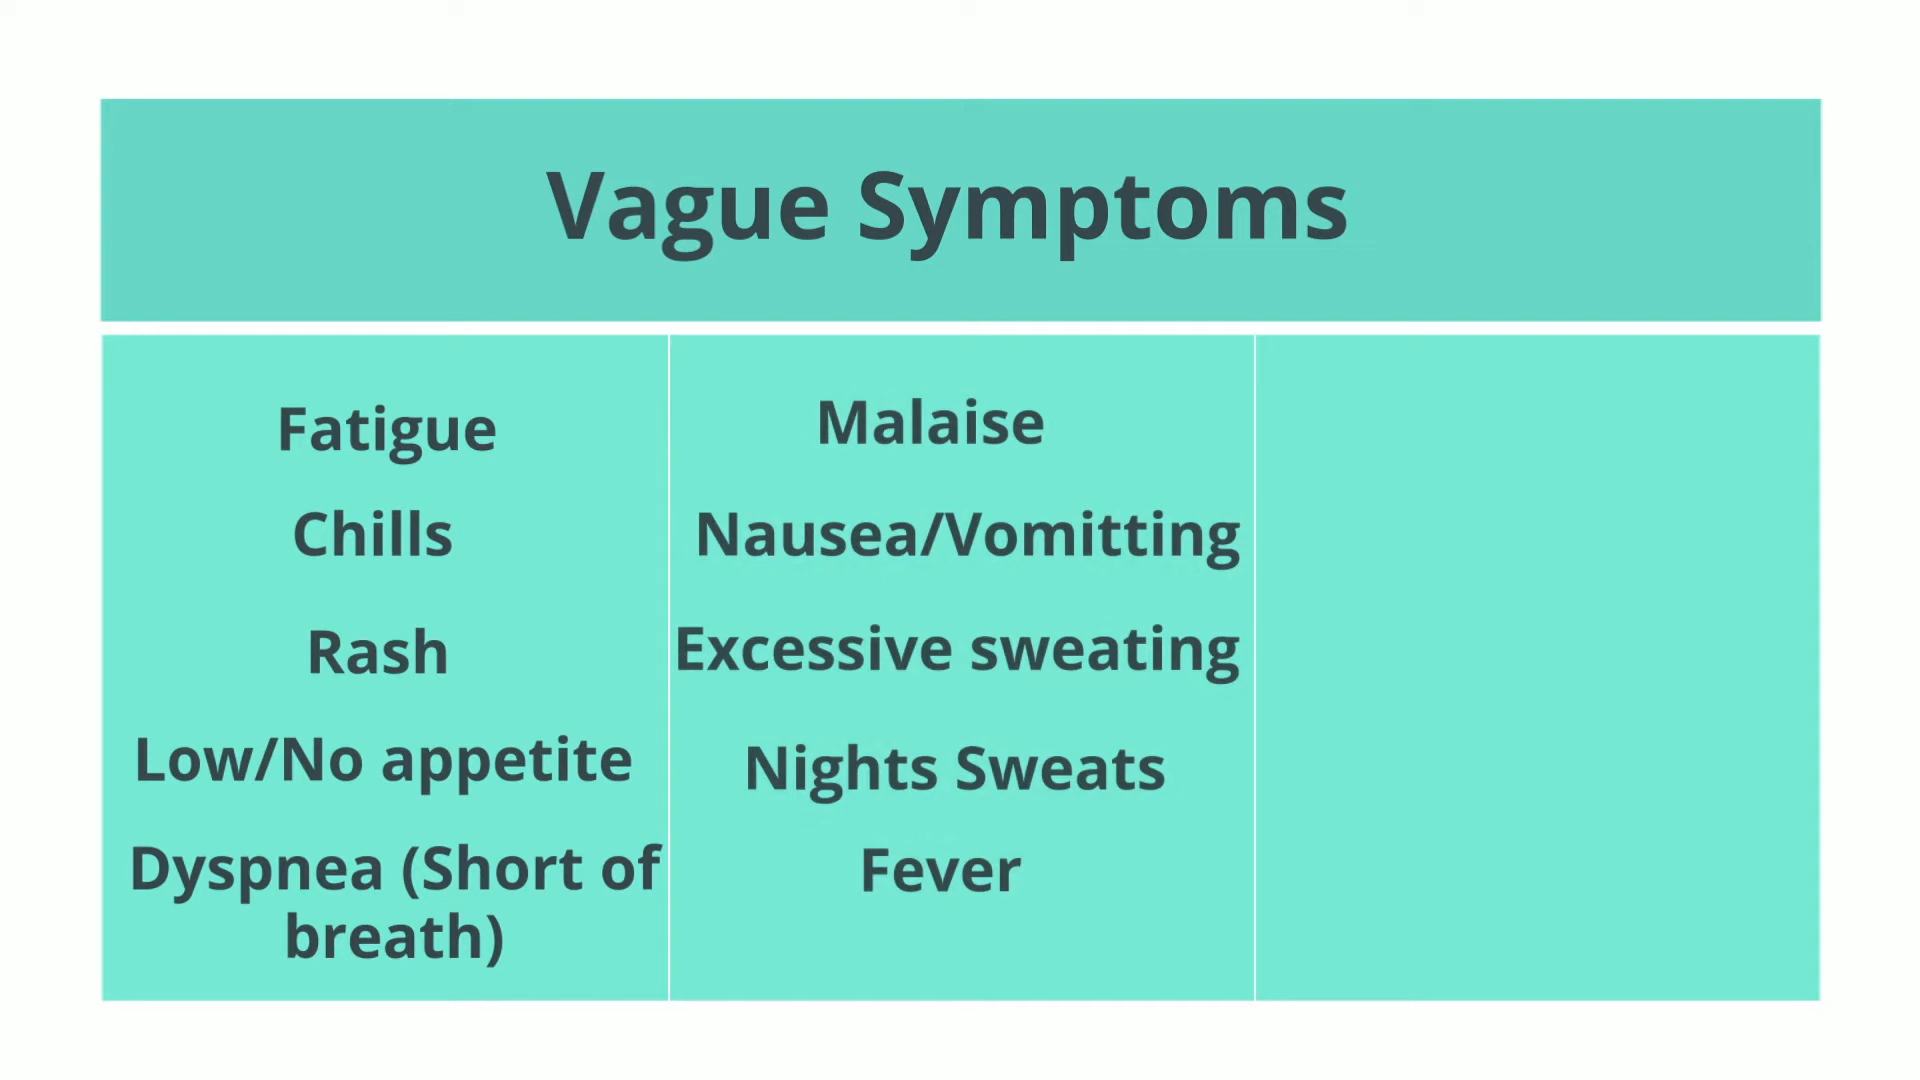 Vague Symptoms
Fatigue
Chills
Rash
Low/No appetite
Dyspnea (Short of
breath)
Malaise
Nausea/Vomitting
Excessive sweating
Nights Sweats
Fever